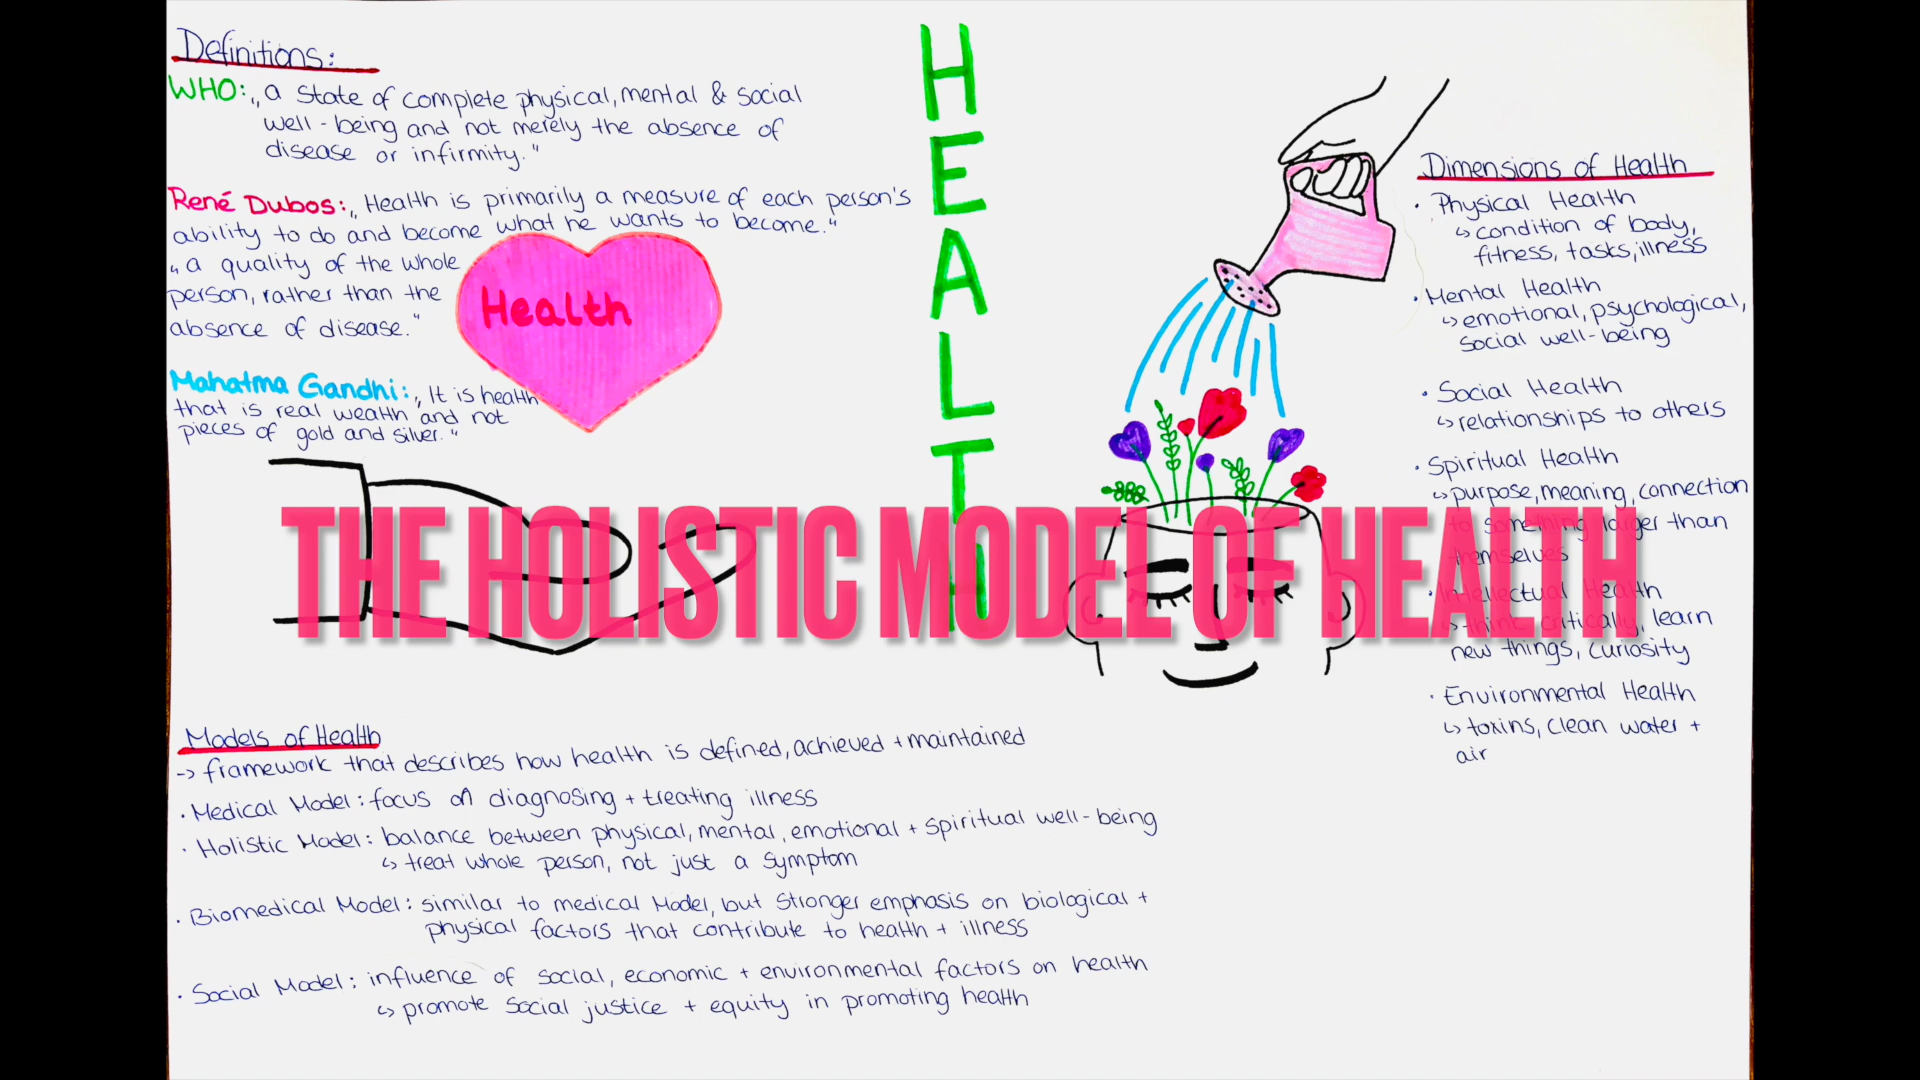 Definitions:
WHO: „a state of complete physical, mental & social
well-being and not merely the absence of
disease or infirmity."
René Dubos: „Health is primarily a measure of each person's
ability to do and become what he wants to become."
„a quality of the whole
person, rather than the
absence of disease."
Mahatma Gandhi: „It is health
that is real wealth and not
pieces of gold and silver."
Health
HEALTH
Dimensions of Health
· Physical Health
↳ condition of body,
fitness, tasks, illness
· Mental Health
↳ emotional, psychological,
social well-being
· Social Health
↳ relationships to others
· Spiritual Health
↳ purpose, meaning, connection
to something larger than
themselves
· Intellectual Health
↳ think critically, learn
new things, curiosity
· Environmental Health
↳ toxins, clean water +
air
THE HOLISTIC MODEL OF HEALTH
Models of Health
-> framework that describes how health is defined, achieved + maintained
· Medical Model: focus on diagnosing + treating illness
· Holistic Model: balance between physical, mental, emotional + spiritual well-being
↳ treat whole person, not just a symptom
· Biomedical Model: similar to medical Model, but stronger emphasis on biological +
physical factors that contribute to health + illness
· Social Model: influence of social, economic + environmental factors on health
↳ promote social justice + equity in promoting health